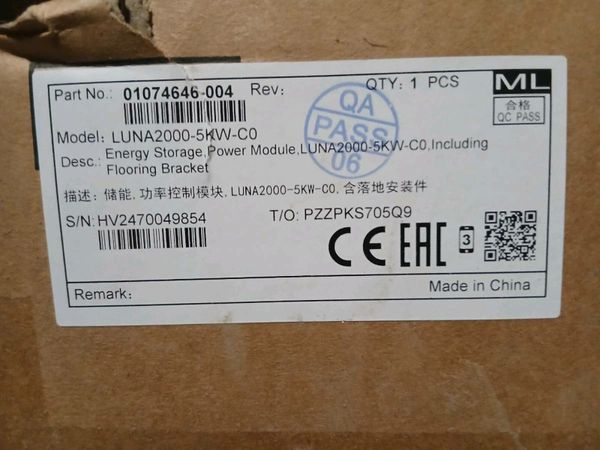 Part No.: 01074646-004 Rev: QTY: 1 PCS ML
合格
QC PASS
QA
PASS
06
Model: LUNA2000-5KW-C0
Desc.: Energy Storage,Power Module,LUNA2000-5KW-C0,Including
Flooring Bracket
描述: 储能,功率控制模块,LUNA2000-5KW-C0,含落地安装件
S/N: HV2470049854 T/O: PZZPKS705Q9
CE EAC 3
Remark: Made in China